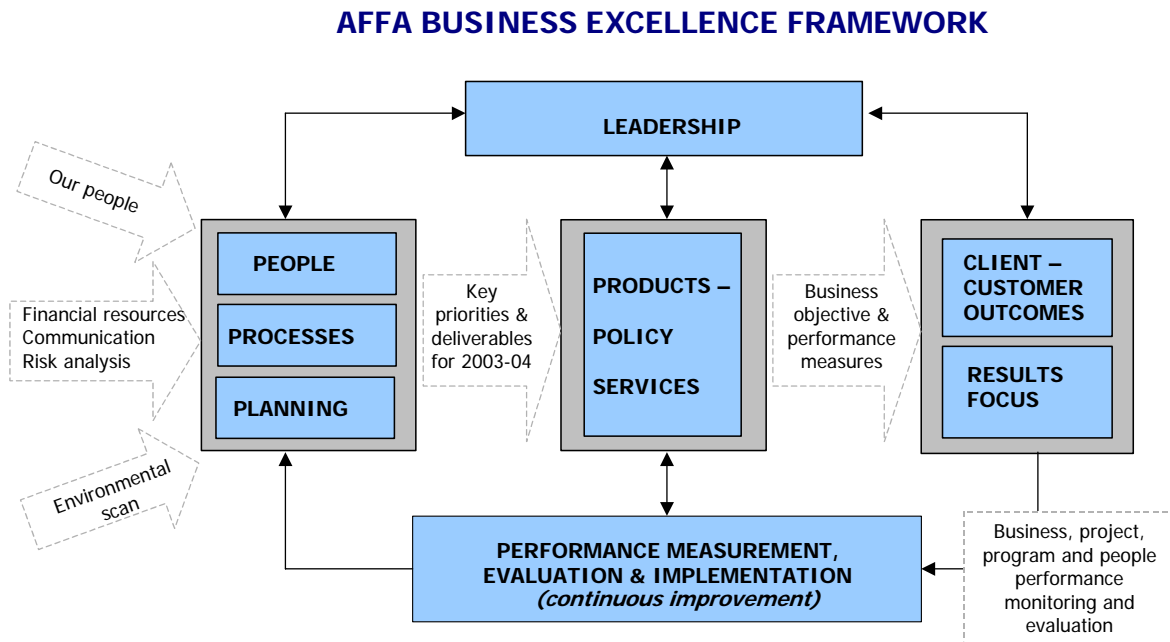 AFFA BUSINESS EXCELLENCE FRAMEWORK
LEADERSHIP
Our people
Financial resources
Communication
Risk analysis
Environmental
scan
PEOPLE
PROCESSES
PLANNING
Key
priorities &
deliverables
for 2003-04
PRODUCTS –
POLICY
SERVICES
Business
objective &
performance
measures
CLIENT –
CUSTOMER
OUTCOMES
RESULTS
FOCUS
PERFORMANCE MEASUREMENT,
EVALUATION & IMPLEMENTATION
(continuous improvement)
Business, project,
program and people
performance
monitoring and
evaluation